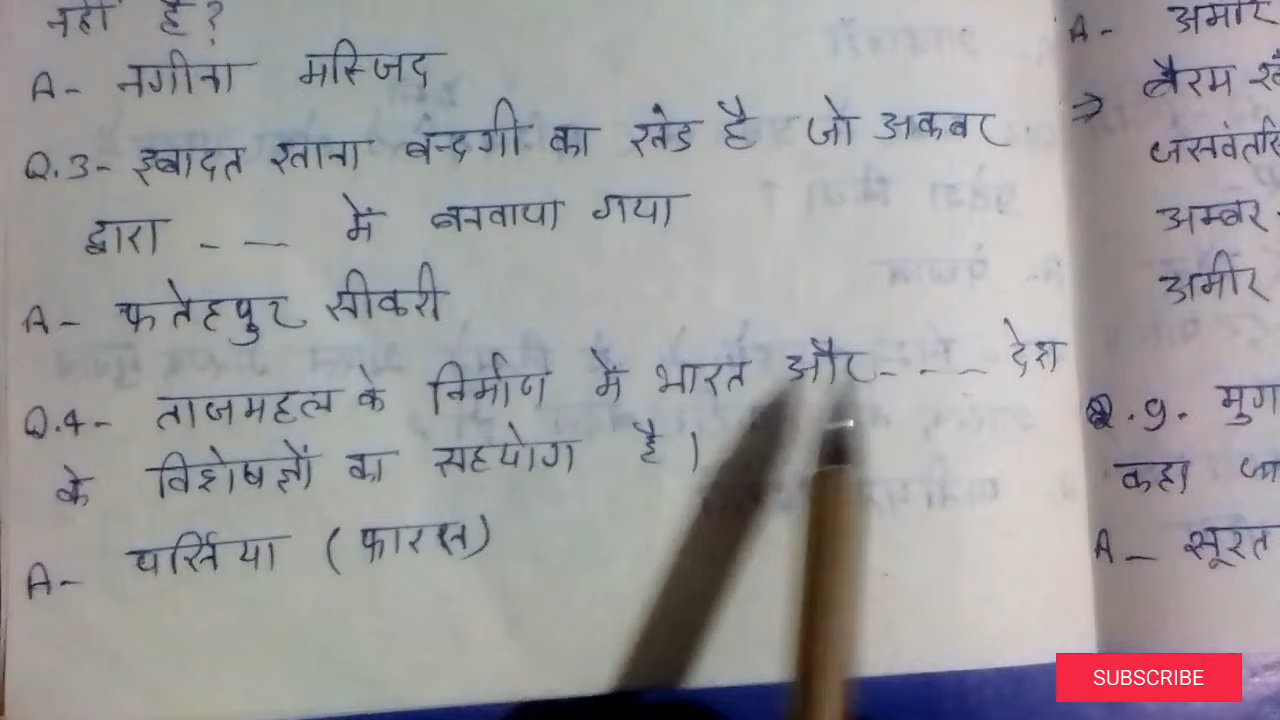 नहीं है?
A- नगीना मस्जिद
Q.3- इबादत खाना बन्दगी का खंड है जो अकबर
द्वारा - - में बनवाया गया
A- फतेहपुर सीकरी
Q.4- ताजमहल के निर्माण में भारत और - - - देश
के विशेषज्ञों का सहयोग है।
A- पर्सिया (फारस)
A- अमीर
⇒ बैरम
जसवंतसि
अम्बर
अमीर
Q.9. मुग
कहा जा
A- सूरत
SUBSCRIBE